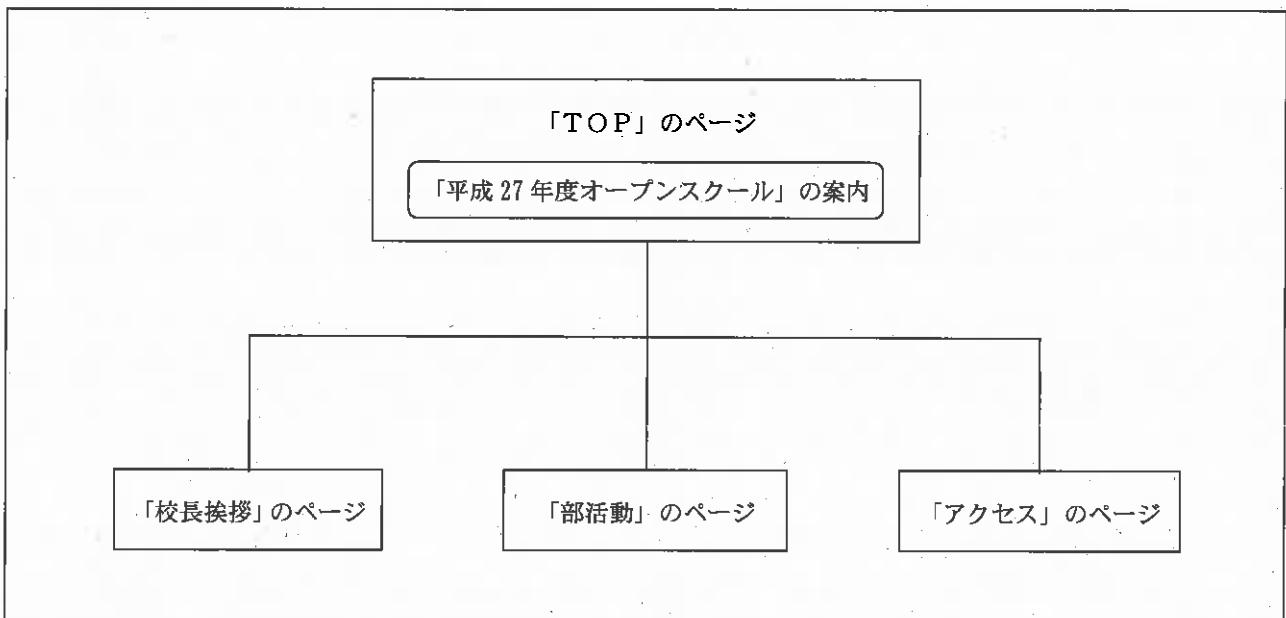 「TOP」のページ
「平成27年度オープンスクール」の案内
「校長挨拶」のページ
「部活動」のページ
「アクセス」のページ